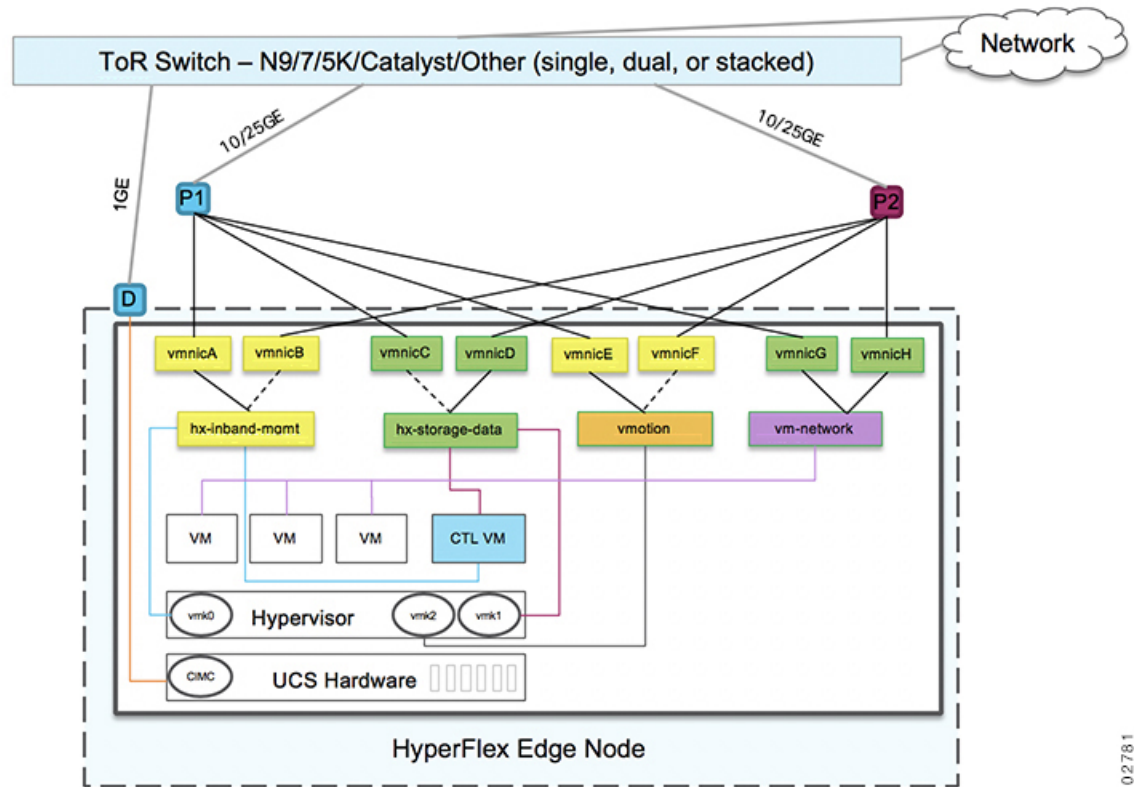 Network
ToR Switch – N9/7/5K/Catalyst/Other (single, dual, or stacked)
1GE
10/25GE
10/25GE
P1
P2
D
vmnicA
vmnicB
vmnicC
vmnicD
vmnicE
vmnicF
vmnicG
vmnicH
hx-inband-mgmt
hx-storage-data
vmotion
vm-network
VM
VM
VM
CTL VM
vmk0
Hypervisor
vmk2
vmk1
CIMC
UCS Hardware
HyperFlex Edge Node
02781